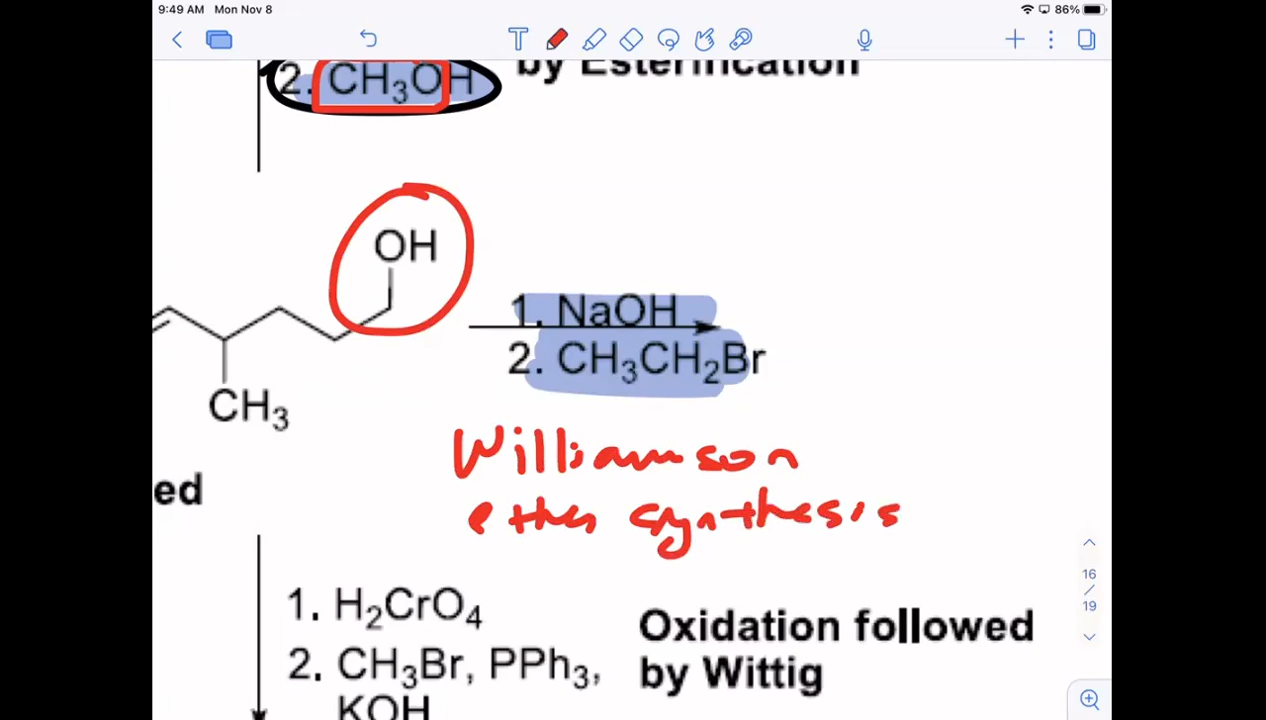 9:49 AM Mon Nov 8
86%
T
2. CH3OH
by Esterification
OH
1. NaOH
2. CH3CH2Br
CH3
Williamson
ether synthesis
ed
16
/
19
1. H2CrO4
2. CH3Br, PPh3,
KOH
Oxidation followed
by Wittig